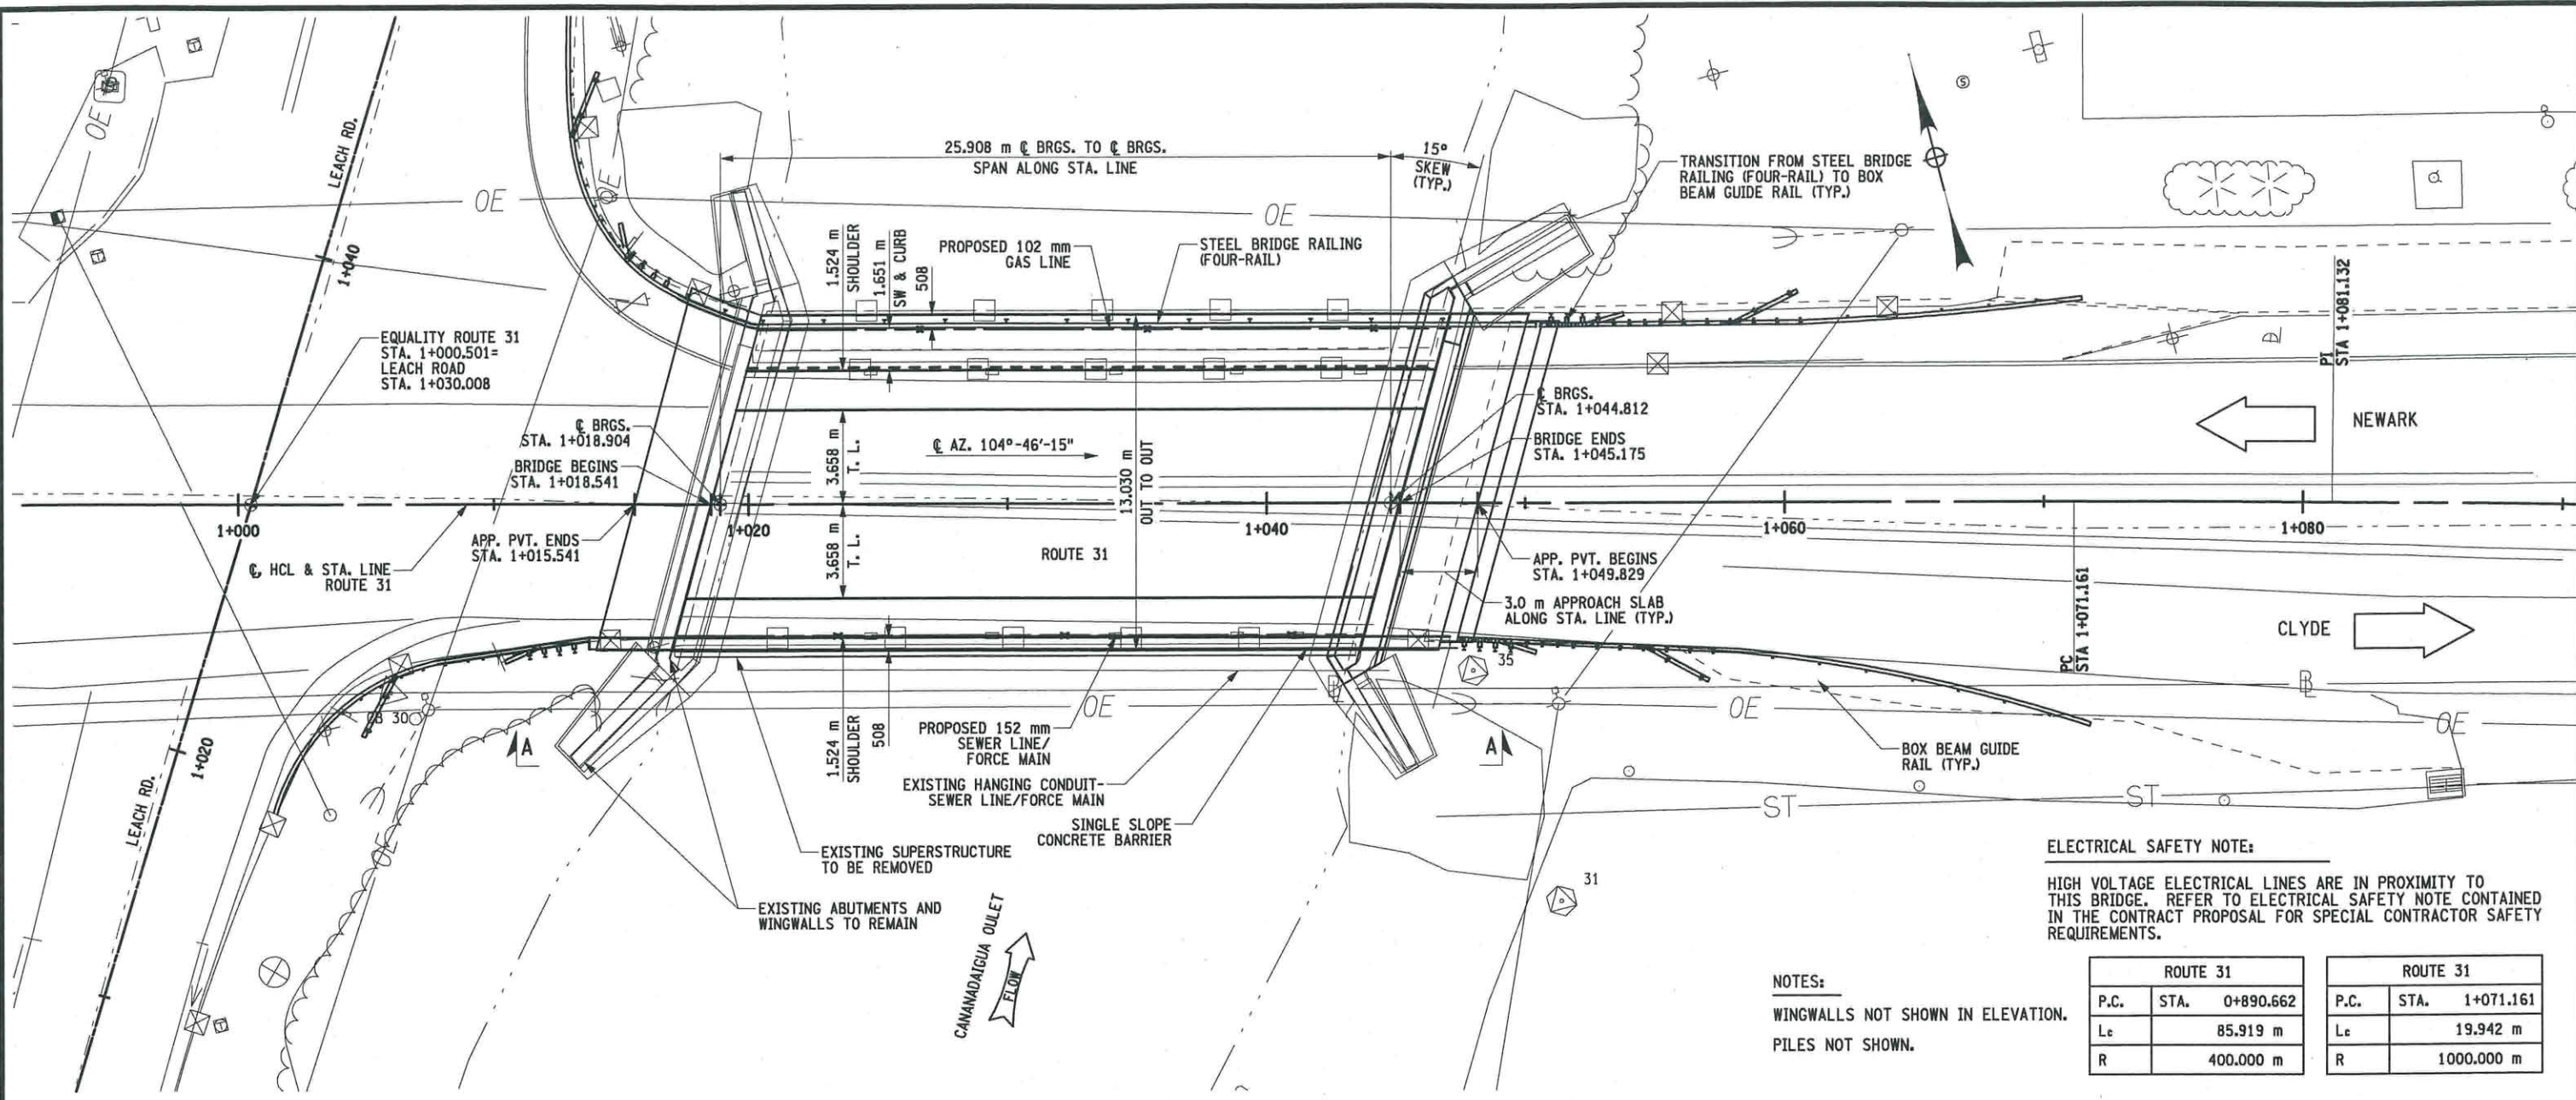 LEACH RD.
1+040
OE
OE
OE
OE
25.908 m ℄ BRGS. TO ℄ BRGS.
SPAN ALONG STA. LINE
15°
SKEW
(TYP.)
TRANSITION FROM STEEL BRIDGE
RAILING (FOUR-RAIL) TO BOX
BEAM GUIDE RAIL (TYP.)
S
1.524 m
SHOULDER
1.651 m
SW & CURB
508
PROPOSED 102 mm
GAS LINE
STEEL BRIDGE RAILING
(FOUR-RAIL)
EQUALITY ROUTE 31
STA. 1+000.501=
LEACH ROAD
STA. 1+030.008
PI
STA 1+081.132
℄ BRGS.
STA. 1+018.904
BRIDGE BEGINS
STA. 1+018.541
3.658 m
T. L.
℄ AZ. 104°-46'-15"
13.030 m
OUT TO OUT
℄ BRGS.
STA. 1+044.812
BRIDGE ENDS
STA. 1+045.175
NEWARK
1+000
1+020
1+040
1+060
1+080
℄, HCL & STA. LINE
ROUTE 31
APP. PVT. ENDS
STA. 1+015.541
3.658 m
T. L.
ROUTE 31
APP. PVT. BEGINS
STA. 1+049.829
3.0 m APPROACH SLAB
ALONG STA. LINE (TYP.)
PC
STA 1+071.161
CLYDE
35
CB 30
OE
OE
OE
OE
A
A
1.524 m
SHOULDER
508
PROPOSED 152 mm
SEWER LINE/
FORCE MAIN
EXISTING HANGING CONDUIT-
SEWER LINE/FORCE MAIN
SINGLE SLOPE
CONCRETE BARRIER
BOX BEAM GUIDE
RAIL (TYP.)
ST
ST
LEACH RD.
1+020
EXISTING SUPERSTRUCTURE
TO BE REMOVED
EXISTING ABUTMENTS AND
WINGWALLS TO REMAIN
31
CANANADAIGUA OULET
FLOW
ELECTRICAL SAFETY NOTE:
HIGH VOLTAGE ELECTRICAL LINES ARE IN PROXIMITY TO
THIS BRIDGE. REFER TO ELECTRICAL SAFETY NOTE CONTAINED
IN THE CONTRACT PROPOSAL FOR SPECIAL CONTRACTOR SAFETY
REQUIREMENTS.
NOTES:
WINGWALLS NOT SHOWN IN ELEVATION.
PILES NOT SHOWN.
ROUTE 31
P.C. STA. 0+890.662
Lc 85.919 m
R 400.000 m
ROUTE 31
P.C. STA. 1+071.161
Lc 19.942 m
R 1000.000 m